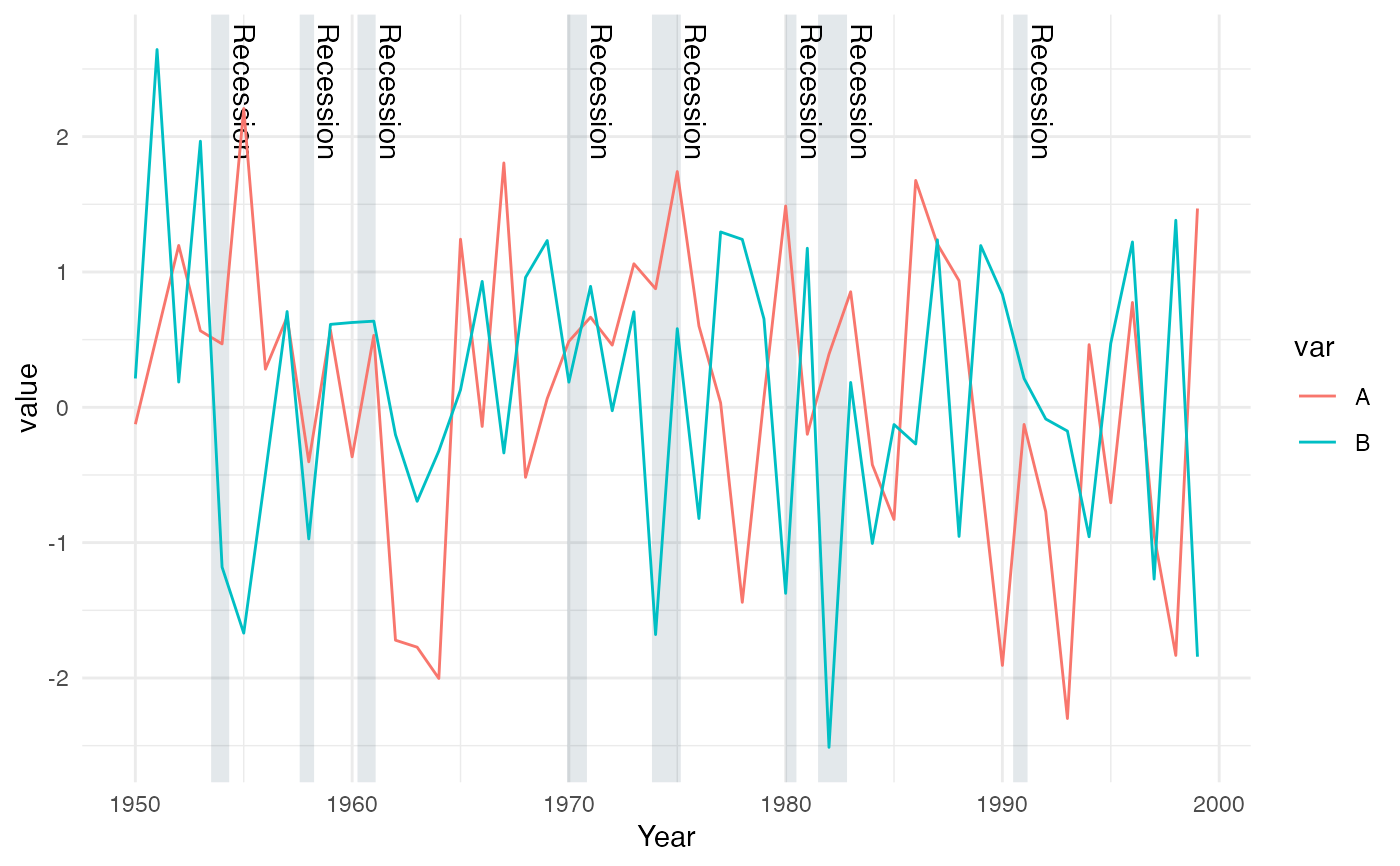 Recession
Recession
Recession
Recession
Recession
Recession
Recession
Recession
2
1
0
-1
-2
value
1950
1960
1970
1980
1990
2000
Year
var
A
B